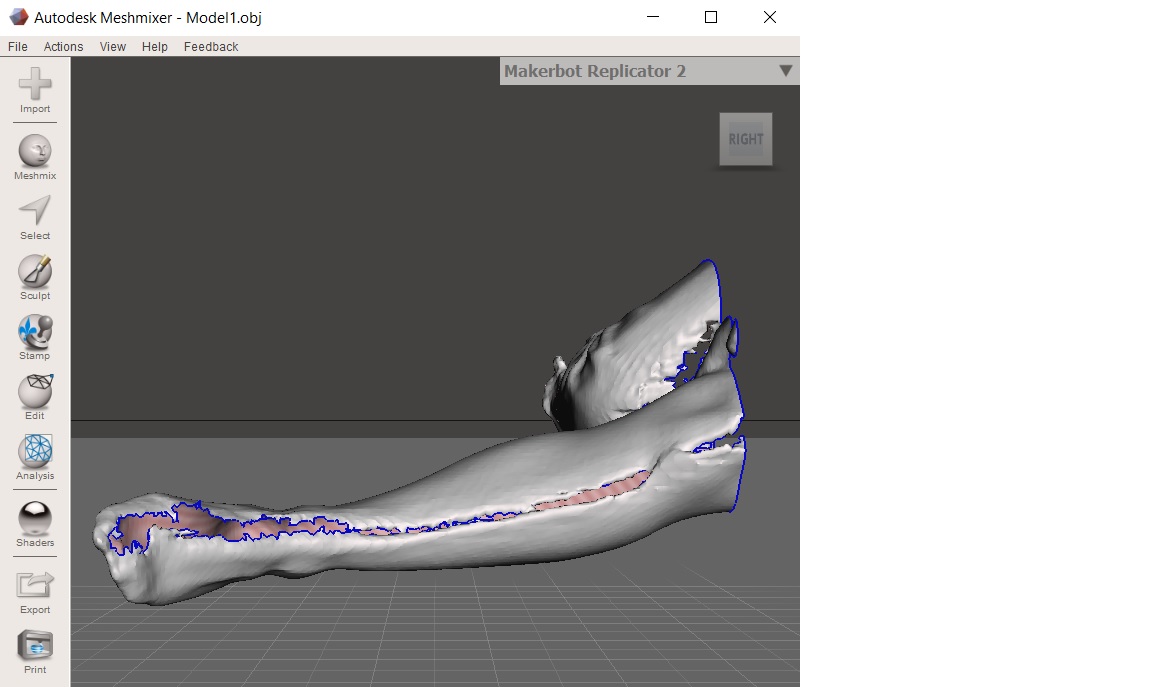 Autodesk Meshmixer - Model1.obj
File Actions View Help Feedback
Makerbot Replicator 2
RIGHT
Import
Meshmix
Select
Sculpt
Stamp
Edit
Analysis
Shaders
Export
Print